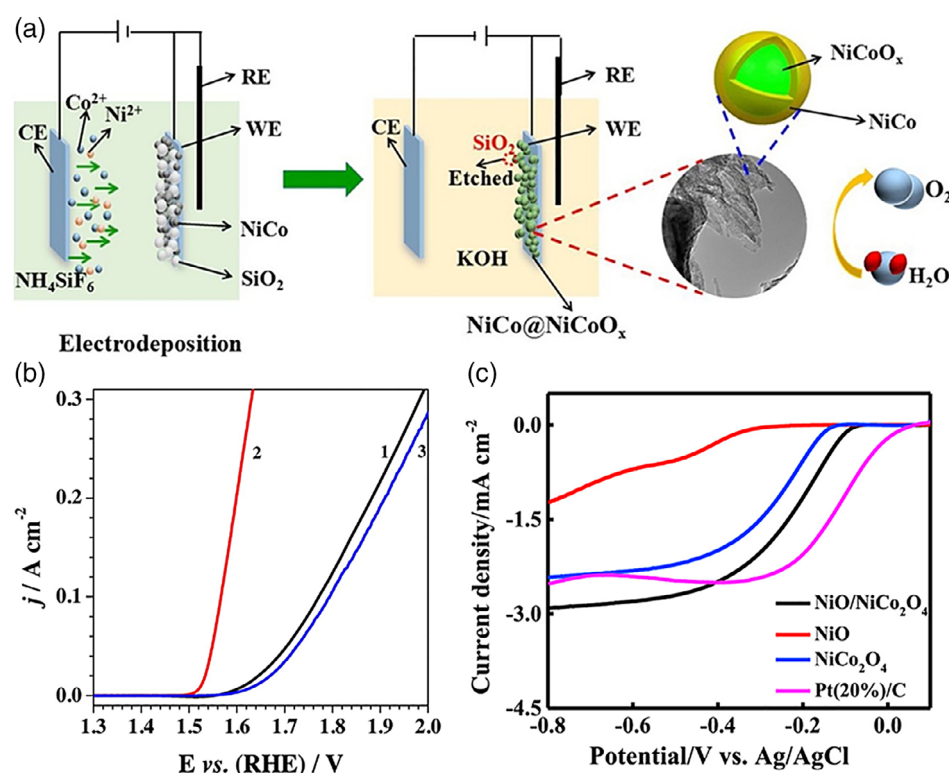 (a)
Co²⁺
Ni²⁺
CE
RE
WE
NiCo
SiO₂
NH₄SiF₆
Electrodeposition
CE
RE
WE
SiO₂
Etched
KOH
NiCo@NiCoOₓ
NiCoOₓ
NiCo
O₂
H₂O
(b)
j / A cm⁻²
0.3
0.2
0.1
0.0
2
1
3
1.3 1.4 1.5 1.6 1.7 1.8 1.9 2.0
E vs. (RHE) / V
(c)
Current density/mA cm⁻²
0.0
-1.5
-3.0
-4.5
NiO/NiCo₂O₄
NiO
NiCo₂O₄
Pt(20%)/C
-0.8 -0.6 -0.4 -0.2 0.0
Potential/V vs. Ag/AgCl